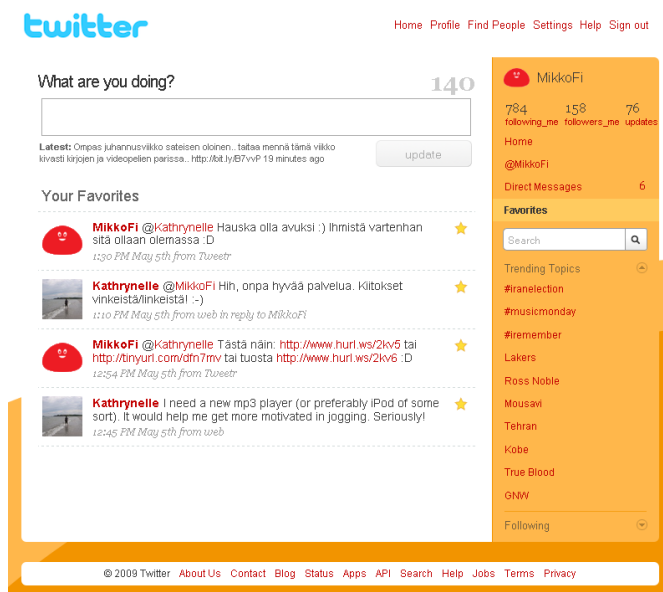 twitter
Home Profile Find People Settings Help Sign out
What are you doing?
140
Latest: Ompas juhannusviikko sateisen oloinen.. taitaa mennä tämä viikko
kivasti kirjojen ja videopelien parissa.. http://bit.ly/B7vvP 19 minutes ago
update
Your Favorites
MikkoFi @Kathrynelle Hauska olla avuksi :) Ihmistä vartenhan
sitä ollaan olemassa :D
1:30 PM May 5th from Tweetr
Kathrynelle @MikkoFi Hih, onpa hyvää palvelua. Kiitokset
vinkeistä/linkeistä! :-)
1:10 PM May 5th from web in reply to MikkoFi
MikkoFi @Kathrynelle Tästä näin: http://www.hurl.ws/2kv5 tai
http://tinyurl.com/dfn7mv tai tuosta http://www.hurl.ws/2kv6 :D
12:54 PM May 5th from Tweetr
Kathrynelle I need a new mp3 player (or preferably iPod of some
sort). It would help me get more motivated in jogging. Seriously!
12:45 PM May 5th from web
MikkoFi
784 158 76
following_me followers_me updates
Home
@MikkoFi
Direct Messages 6
Favorites
Search
Trending Topics
#iranelection
#musicmonday
#iremember
Lakers
Ross Noble
Mousavi
Tehran
Kobe
True Blood
GNW
Following
© 2009 Twitter About Us Contact Blog Status Apps API Search Help Jobs Terms Privacy